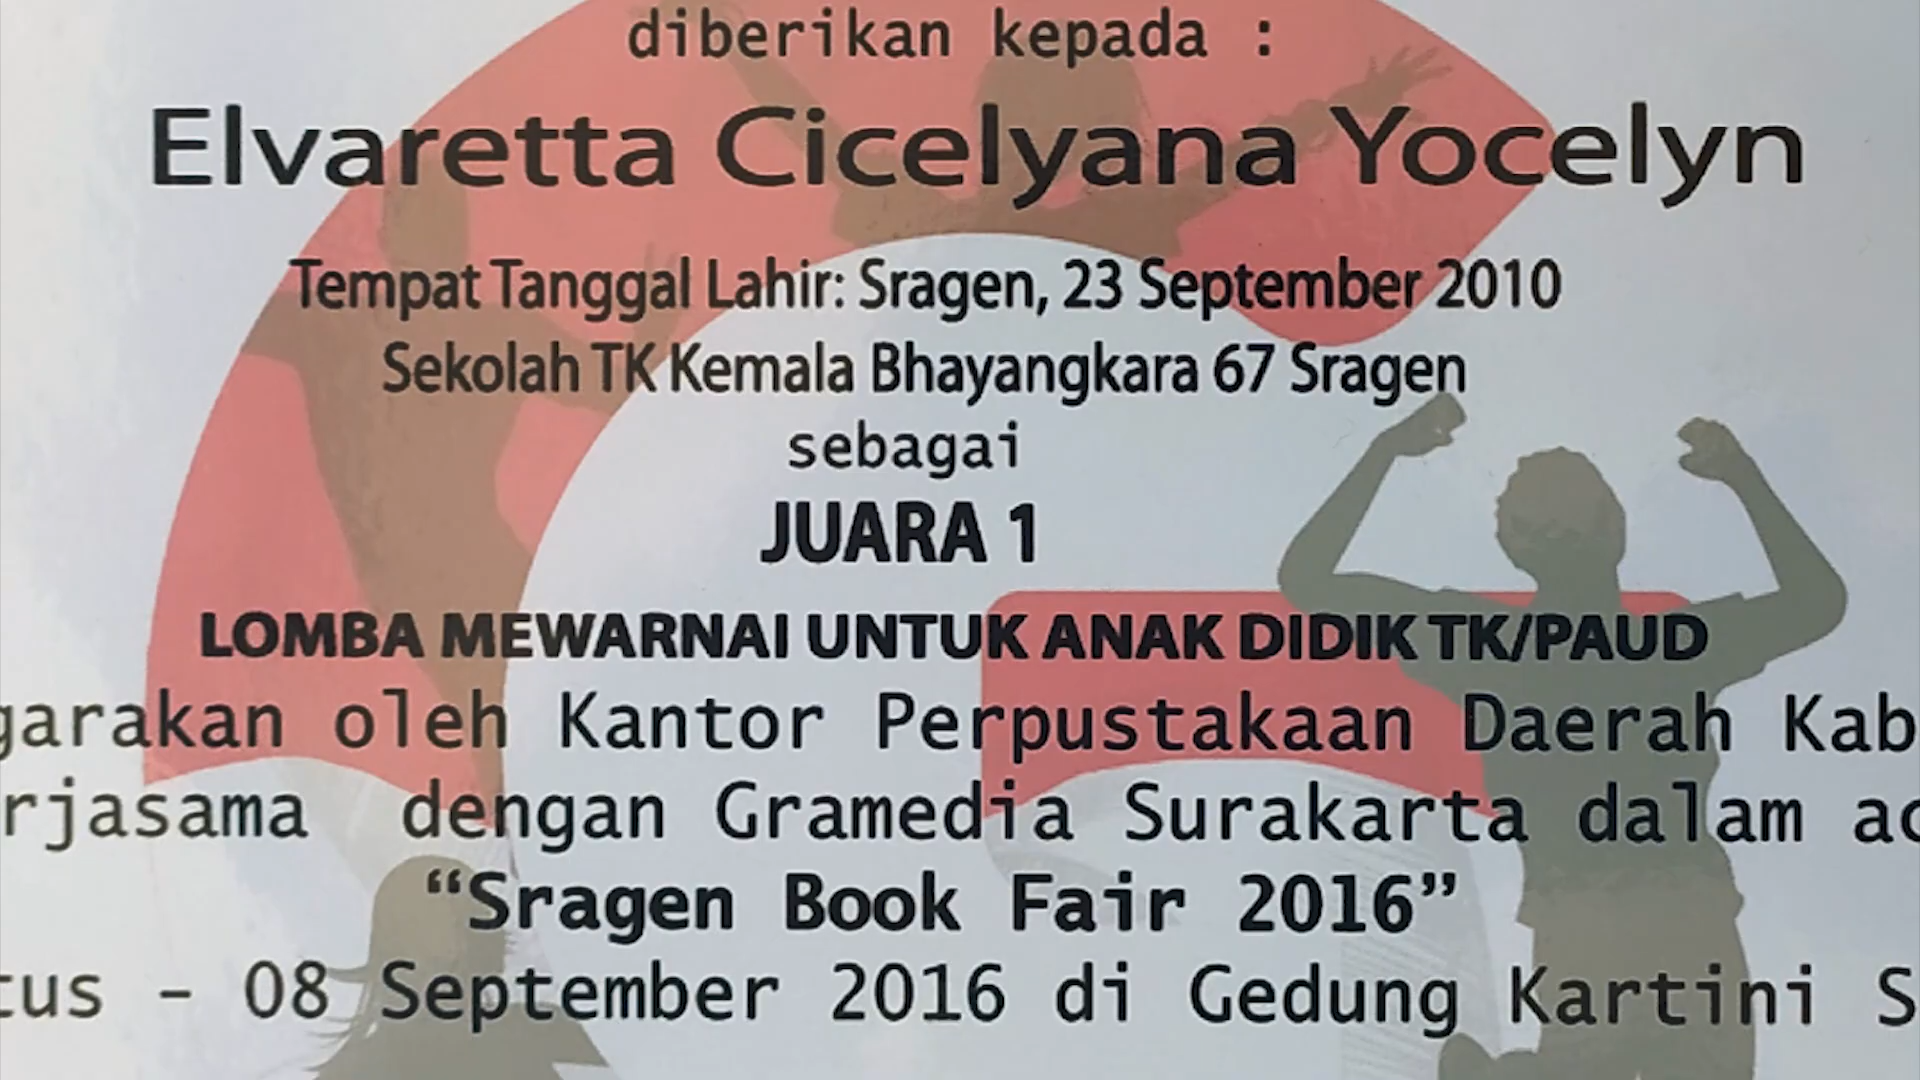 diberikan kepada :
Elvaretta Cicelyana Yocelyn
Tempat Tanggal Lahir: Sragen, 23 September 2010
Sekolah TK Kemala Bhayangkara 67 Sragen
sebagai
JUARA 1
LOMBA MEWARNAI UNTUK ANAK DIDIK TK/PAUD
garakan oleh Kantor Perpustakaan Daerah Kab
rjasama dengan Gramedia Surakarta dalam
“Sragen Book Fair 2016”
tus - 08 September 2016 di Gedung Kartini S